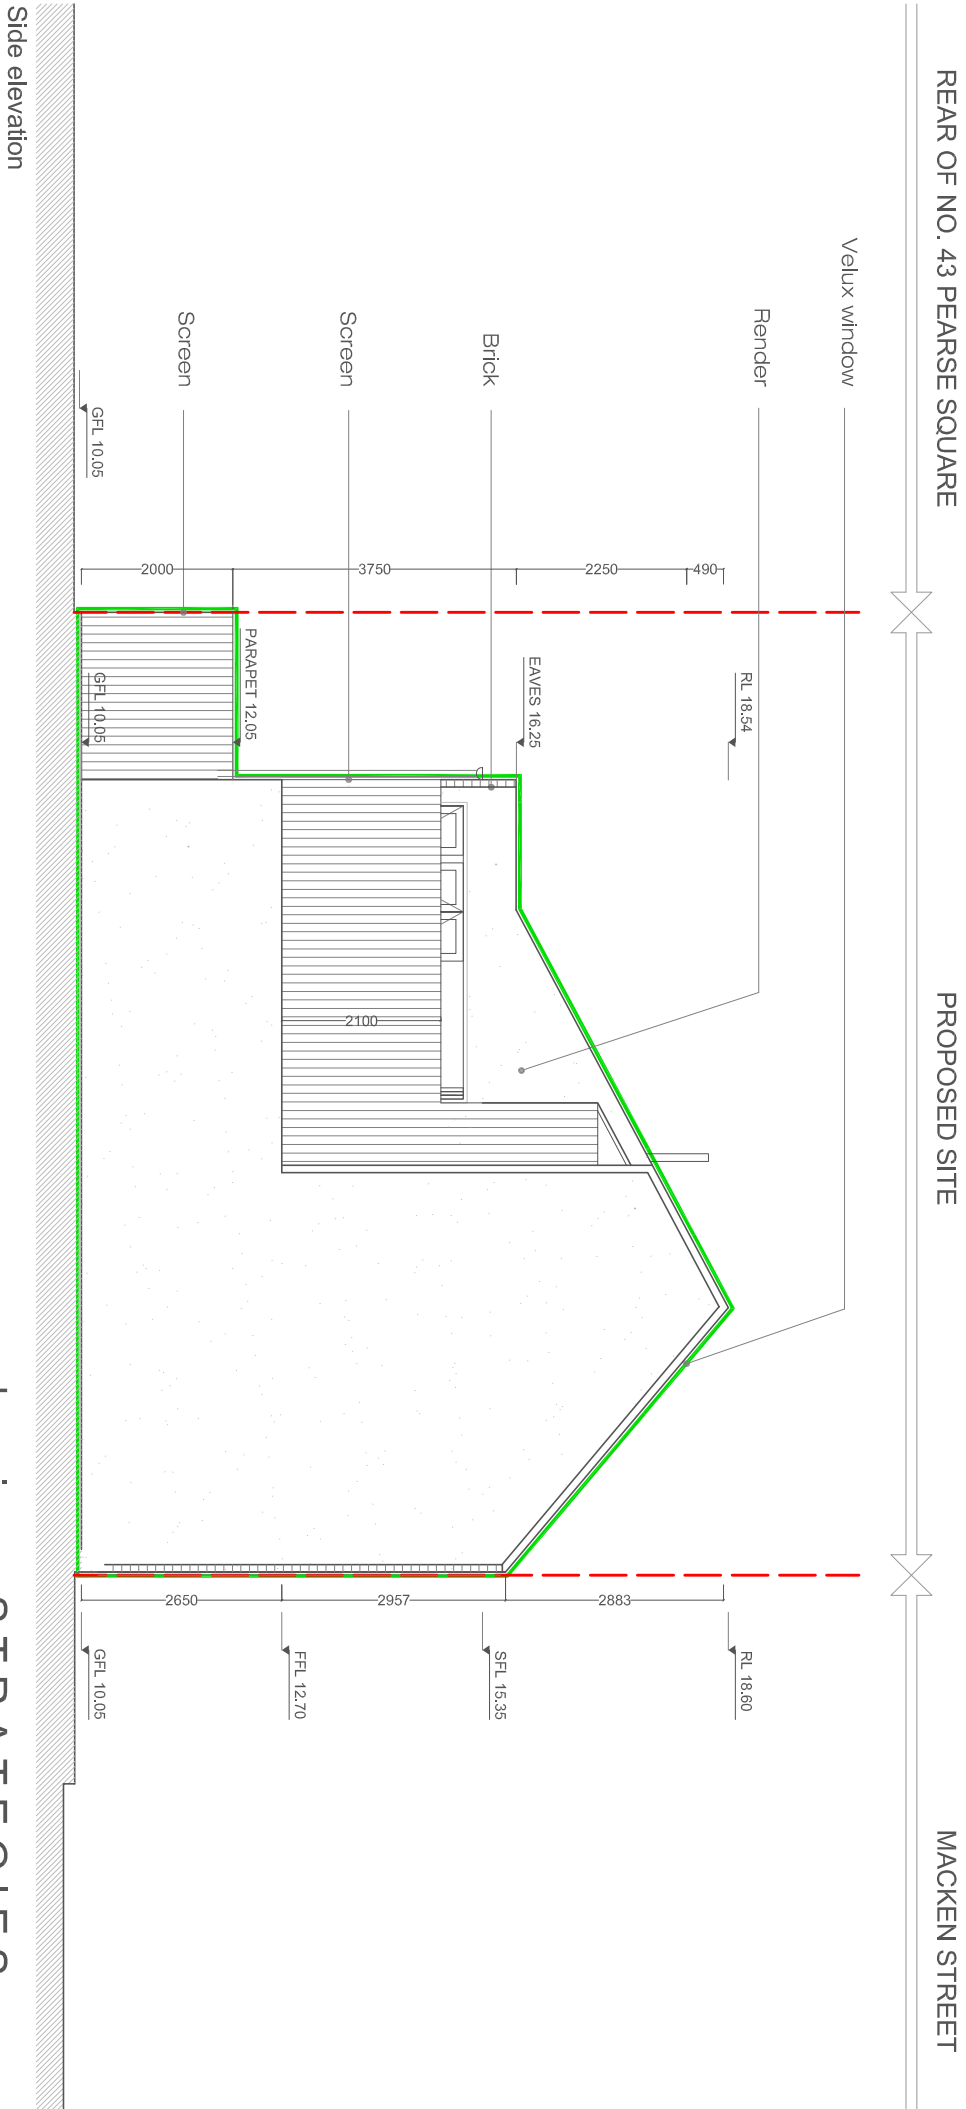 REAR OF NO. 43 PEARSE SQUARE
PROPOSED SITE
MACKEN STREET
Velux window
Render
Brick
Screen
Screen
RL 18.54
RL 18.60
490
2250
3750
2000
2883
2957
2650
EAVES 16.25
SFL 15.35
2100
FFL 12.70
PARAPET 12.05
GFL 10.05
GFL 10.05
GFL 10.05
Side elevation